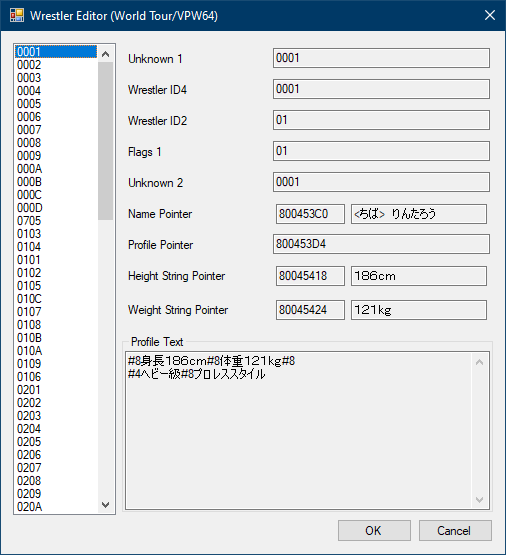 Wrestler Editor (World Tour/VPW64)
0001
0002
0003
0004
0005
0006
0007
0008
0009
000A
000B
000C
000D
0705
0103
0104
0101
0102
0105
010C
0107
0108
010B
010A
0109
0106
0201
0202
0203
0204
0205
0206
0207
0208
0209
020A
Unknown 1
0001
Wrestler ID4
0001
Wrestler ID2
01
Flags 1
01
Unknown 2
0001
Name Pointer
800453C0
<ちば> りんたろう
Profile Pointer
800453D4
Height String Pointer
80045418
186cm
Weight String Pointer
80045424
121kg
Profile Text
#8身長186cm#8体重121kg#8
#4ヘビー級#8プロレススタイル
OK
Cancel